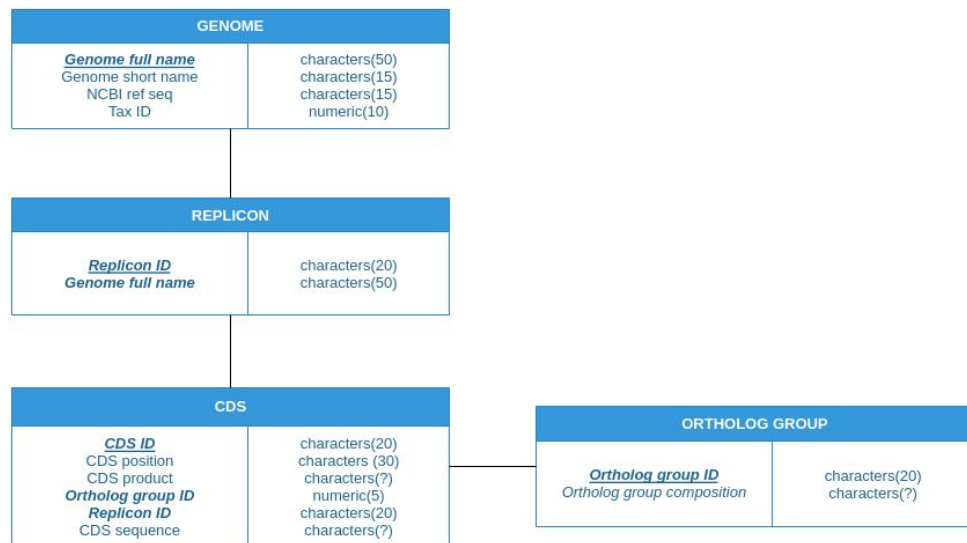 GENOME
Genome full name characters(50)
Genome short name characters(15)
NCBI ref seq characters(15)
Tax ID numeric(10)
REPLICON
Replicon ID characters(20)
Genome full name characters(50)
CDS
CDS ID characters(20)
CDS position characters (30)
CDS product characters(?)
Ortholog group ID numeric(5)
Replicon ID characters(20)
CDS sequence characters(?)
ORTHOLOG GROUP
Ortholog group ID characters(20)
Ortholog group composition characters(?)